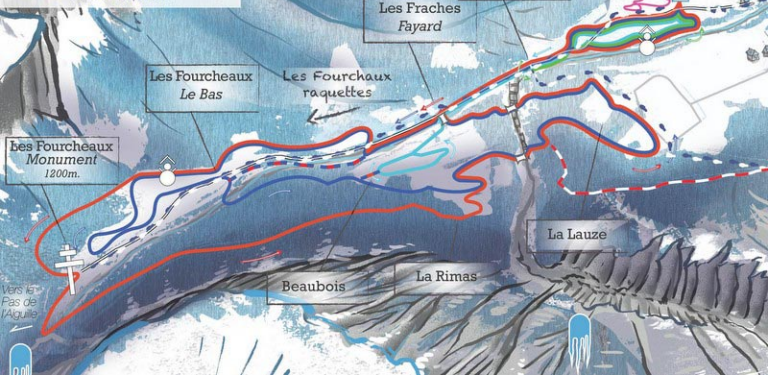 Les Fraches
Fayard
Les Fourcheaux
Le Bas
Les Fourchaux
raquettes
Les Fourcheaux
Monument
1200m.
La Lauze
Vers le
Pas de
l'Aiguille
Beaubois
La Rimas